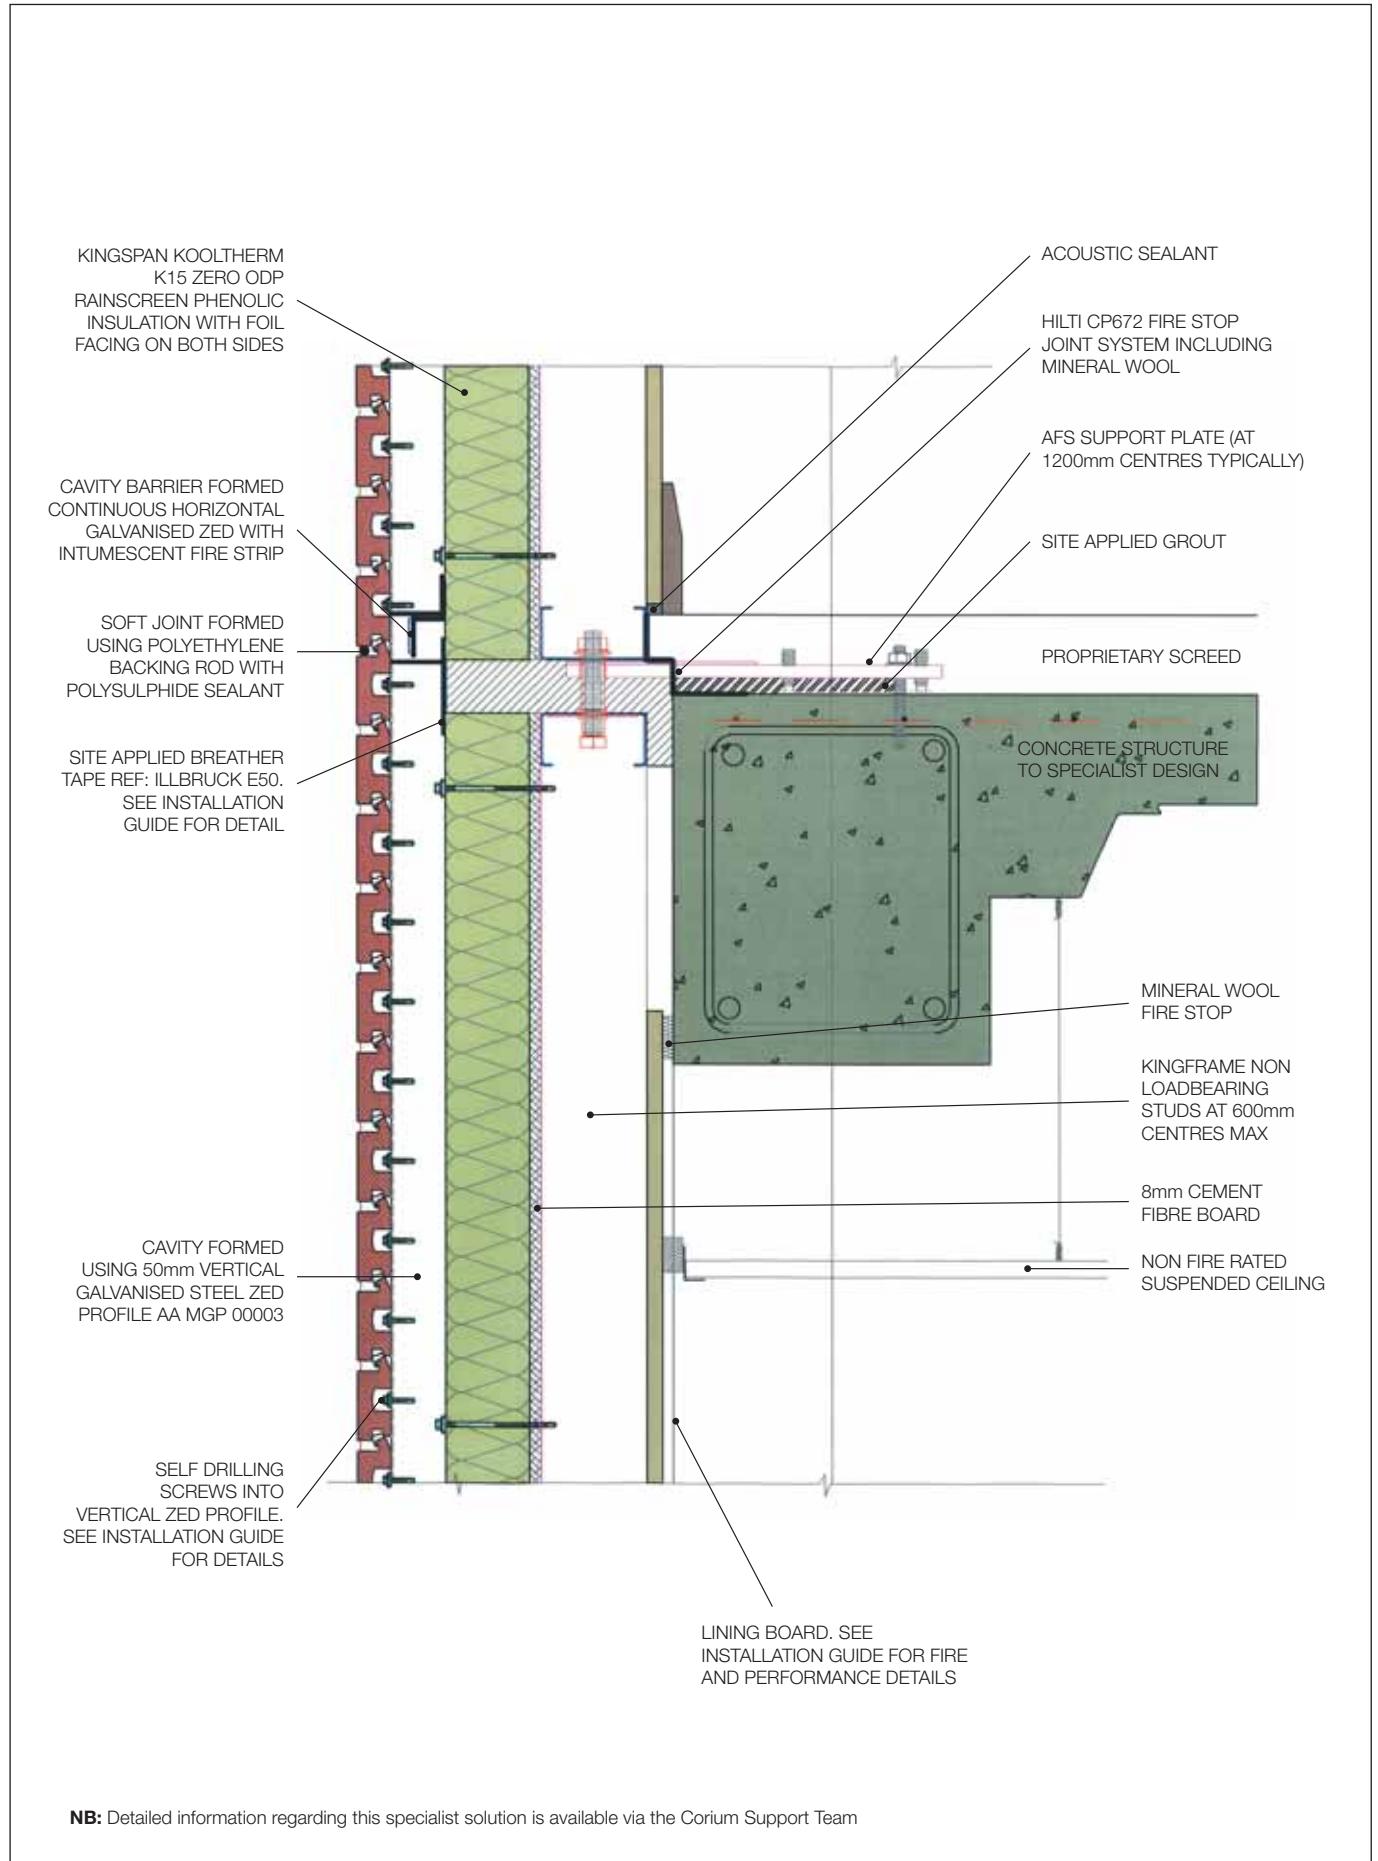 KINGSPAN KOOLTHERM
K15 ZERO ODP
RAINSCREEN PHENOLIC
INSULATION WITH FOIL
FACING ON BOTH SIDES
CAVITY BARRIER FORMED
CONTINUOUS HORIZONTAL
GALVANISED ZED WITH
INTUMESCENT FIRE STRIP
SOFT JOINT FORMED
USING POLYETHYLENE
BACKING ROD WITH
POLYSULPHIDE SEALANT
SITE APPLIED BREATHER
TAPE REF: ILLBRUCK E50.
SEE INSTALLATION
GUIDE FOR DETAIL
CAVITY FORMED
USING 50mm VERTICAL
GALVANISED STEEL ZED
PROFILE AA MGP 00003
SELF DRILLING
SCREWS INTO
VERTICAL ZED PROFILE.
SEE INSTALLATION GUIDE
FOR DETAILS
ACOUSTIC SEALANT
HILTI CP672 FIRE STOP
JOINT SYSTEM INCLUDING
MINERAL WOOL
AFS SUPPORT PLATE (AT
1200mm CENTRES TYPICALLY)
SITE APPLIED GROUT
PROPRIETARY SCREED
CONCRETE STRUCTURE
TO SPECIALIST DESIGN
MINERAL WOOL
FIRE STOP
KINGFRAME NON
LOADBEARING
STUDS AT 600mm
CENTRES MAX
8mm CEMENT
FIBRE BOARD
NON FIRE RATED
SUSPENDED CEILING
LINING BOARD. SEE
INSTALLATION GUIDE FOR FIRE
AND PERFORMANCE DETAILS
NB: Detailed information regarding this specialist solution is available via the Corium Support Team